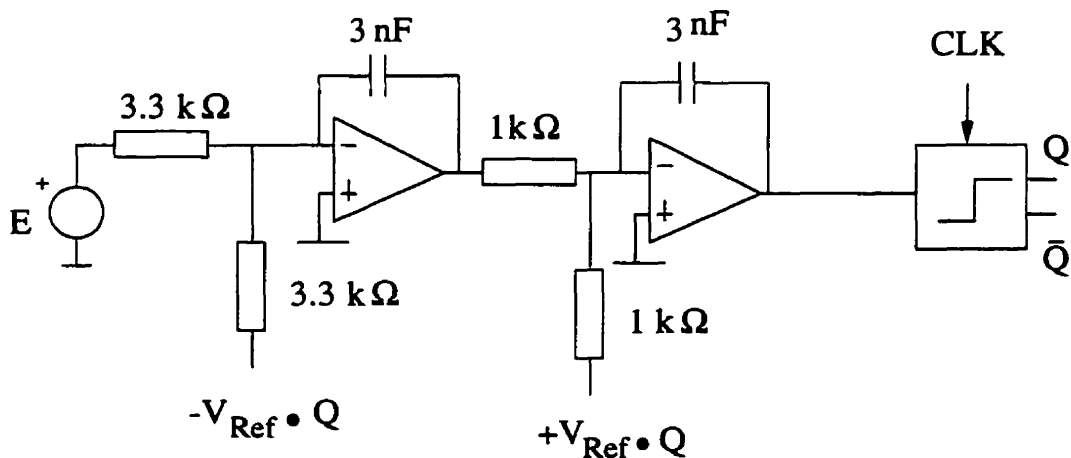 3 nF
3 nF
CLK
3.3 kΩ
1kΩ
Q
+
E
-
+
-
+
Q̄
3.3 kΩ
1 kΩ
-V_Ref • Q
+V_Ref • Q